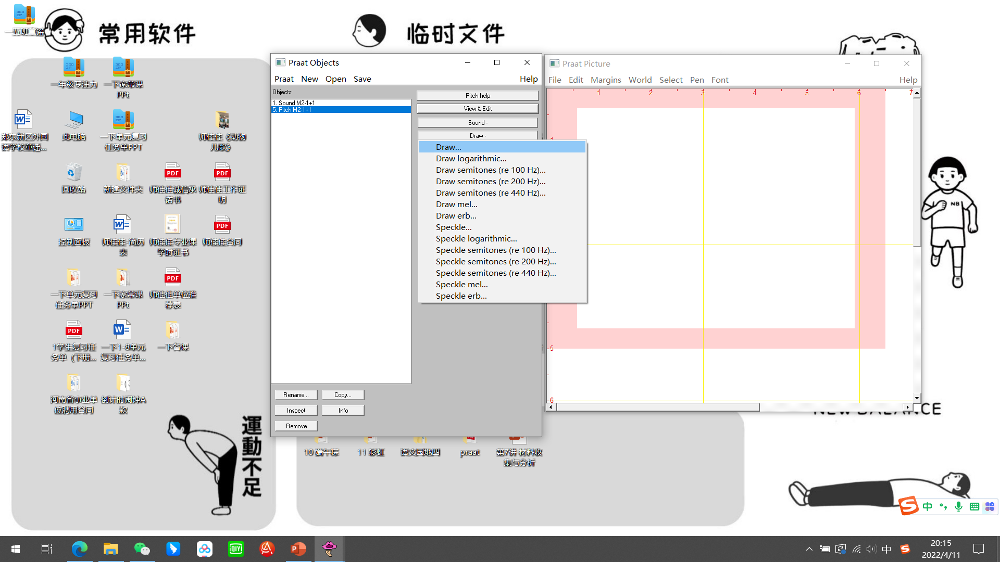 一五班童谣
常用软件
临时文件
一年级专注力
一下家常课
PPt
郑东新区外国
语学校童谣...
此电脑
一下单元复习
任务单PPT
师佳佳《动物
儿歌》
回收站
新建文件夹
师佳佳诚信承
诺书
师佳佳工作证
明
控制面板
师佳佳-简历
表
师佳佳专业课
学时证书
师佳佳合同
一下单元复习
任务单PPT
一下家常课
PPt
师佳佳单位推
荐表
1学生复习任
务单（下册...
一下1-8单元
复习任务单...
一下备课
河南省事业单
位聘用合同
倒计时闹钟A
款
運動不足
Praat Objects
Praat New Open Save Help
Objects:
1. Sound M2-1+1
5. Pitch M2-1+1
Pitch help
View & Edit
Sound -
Draw -
Draw...
Draw logarithmic...
Draw semitones (re 100 Hz)...
Draw semitones (re 200 Hz)...
Draw semitones (re 440 Hz)...
Draw mel...
Draw erb...
Speckle...
Speckle logarithmic...
Speckle semitones (re 100 Hz)...
Speckle semitones (re 200 Hz)...
Speckle semitones (re 440 Hz)...
Speckle mel...
Speckle erb...
Rename... Copy...
Inspect Info
Remove
Praat Picture
File Edit Margins World Select Pen Font Help
1 2 3 4 5 6 7
5
6
NB
NEW BALANCE
10 端午粽
11 彩虹
语文园地四
praat
第7讲 材料收
集与分析
中
中
20:15
2022/4/11